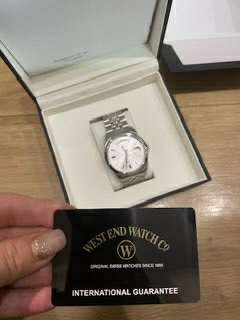 WEST END WATCH CO
W
ORIGINAL SWISS WATCHES SINCE 1886
INTERNATIONAL GUARANTEE